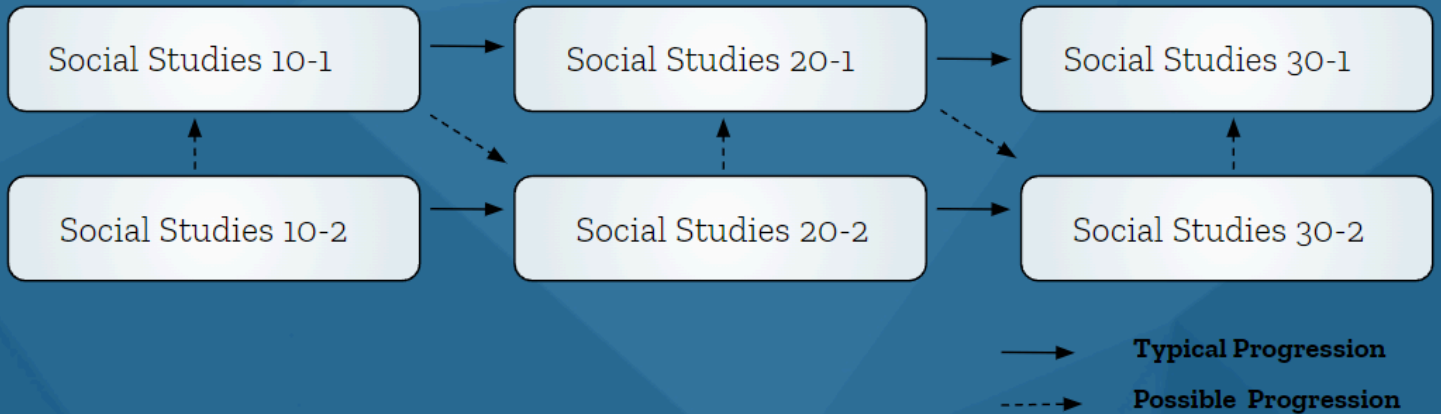 Social Studies 10-1
Social Studies 20-1
Social Studies 30-1
Social Studies 10-2
Social Studies 20-2
Social Studies 30-2
Typical Progression
Possible Progression